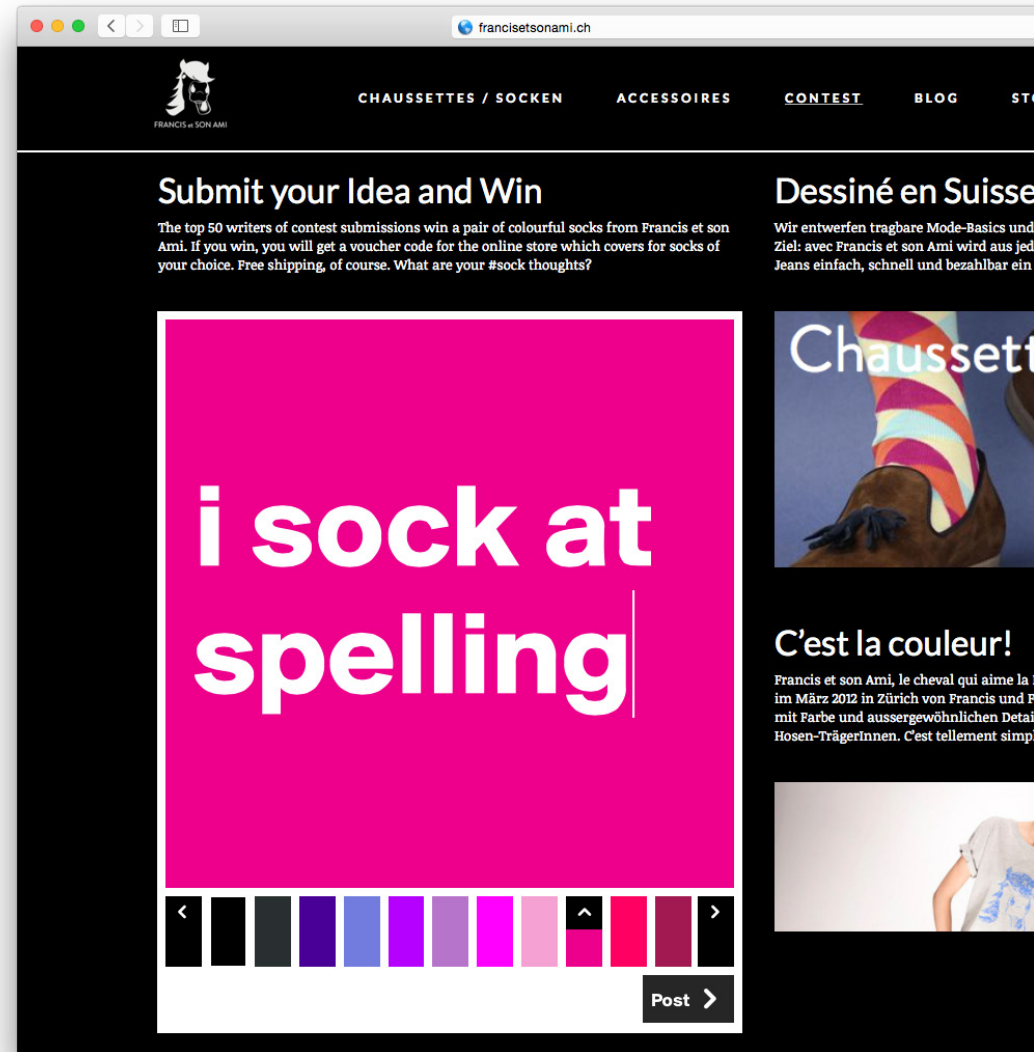 francisetsonami.ch
FRANCIS et SON AMI
CHAUSSETTES / SOCKEN
ACCESSOIRES
CONTEST
BLOG
Submit your Idea and Win
The top 50 writers of contest submissions win a pair of colourful socks from Francis et son
Ami. If you win, you will get a voucher code for the online store which covers for socks of
your choice. Free shipping, of course. What are your #sock thoughts?
i sock at
spelling
Post
Dessiné en Suisse
Wir entwerfen tragbare Mode-Basics und
Ziel: avec Francis et son Ami wird aus jed
Jeans einfach, schnell und bezahlbar ein
Chaussett
C'est la couleur!
Francis et son Ami, le cheval qui aime la
im März 2012 in Zürich von Francis und
mit Farbe und aussergewöhnlichen Detai
Hosen-TrägerInnen. C'est tellement simpl